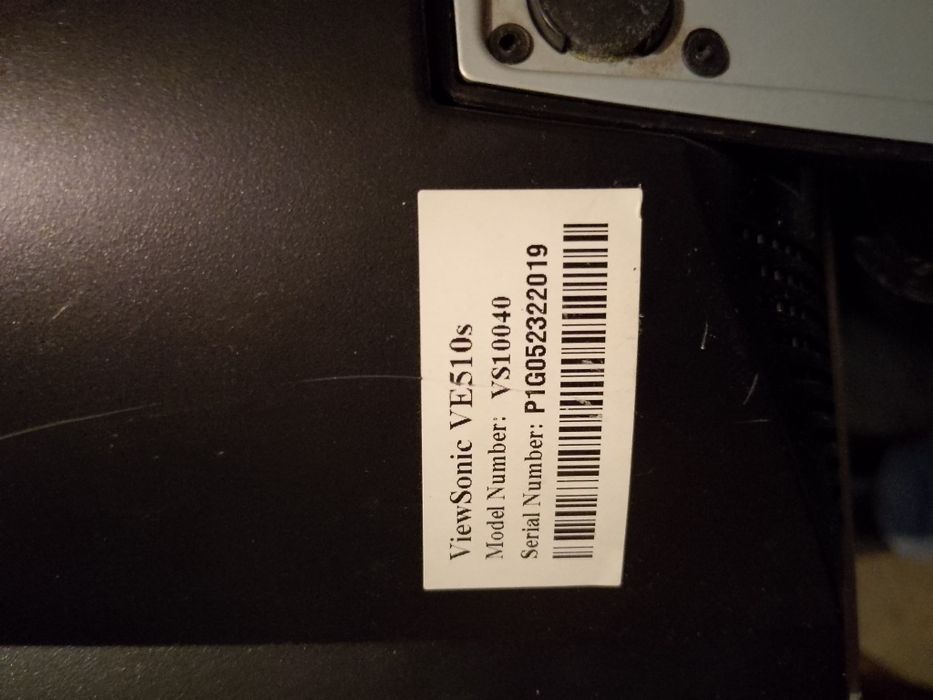 ViewSonic VE510s
Model Number: VS10040
Serial Number: P1G052322019